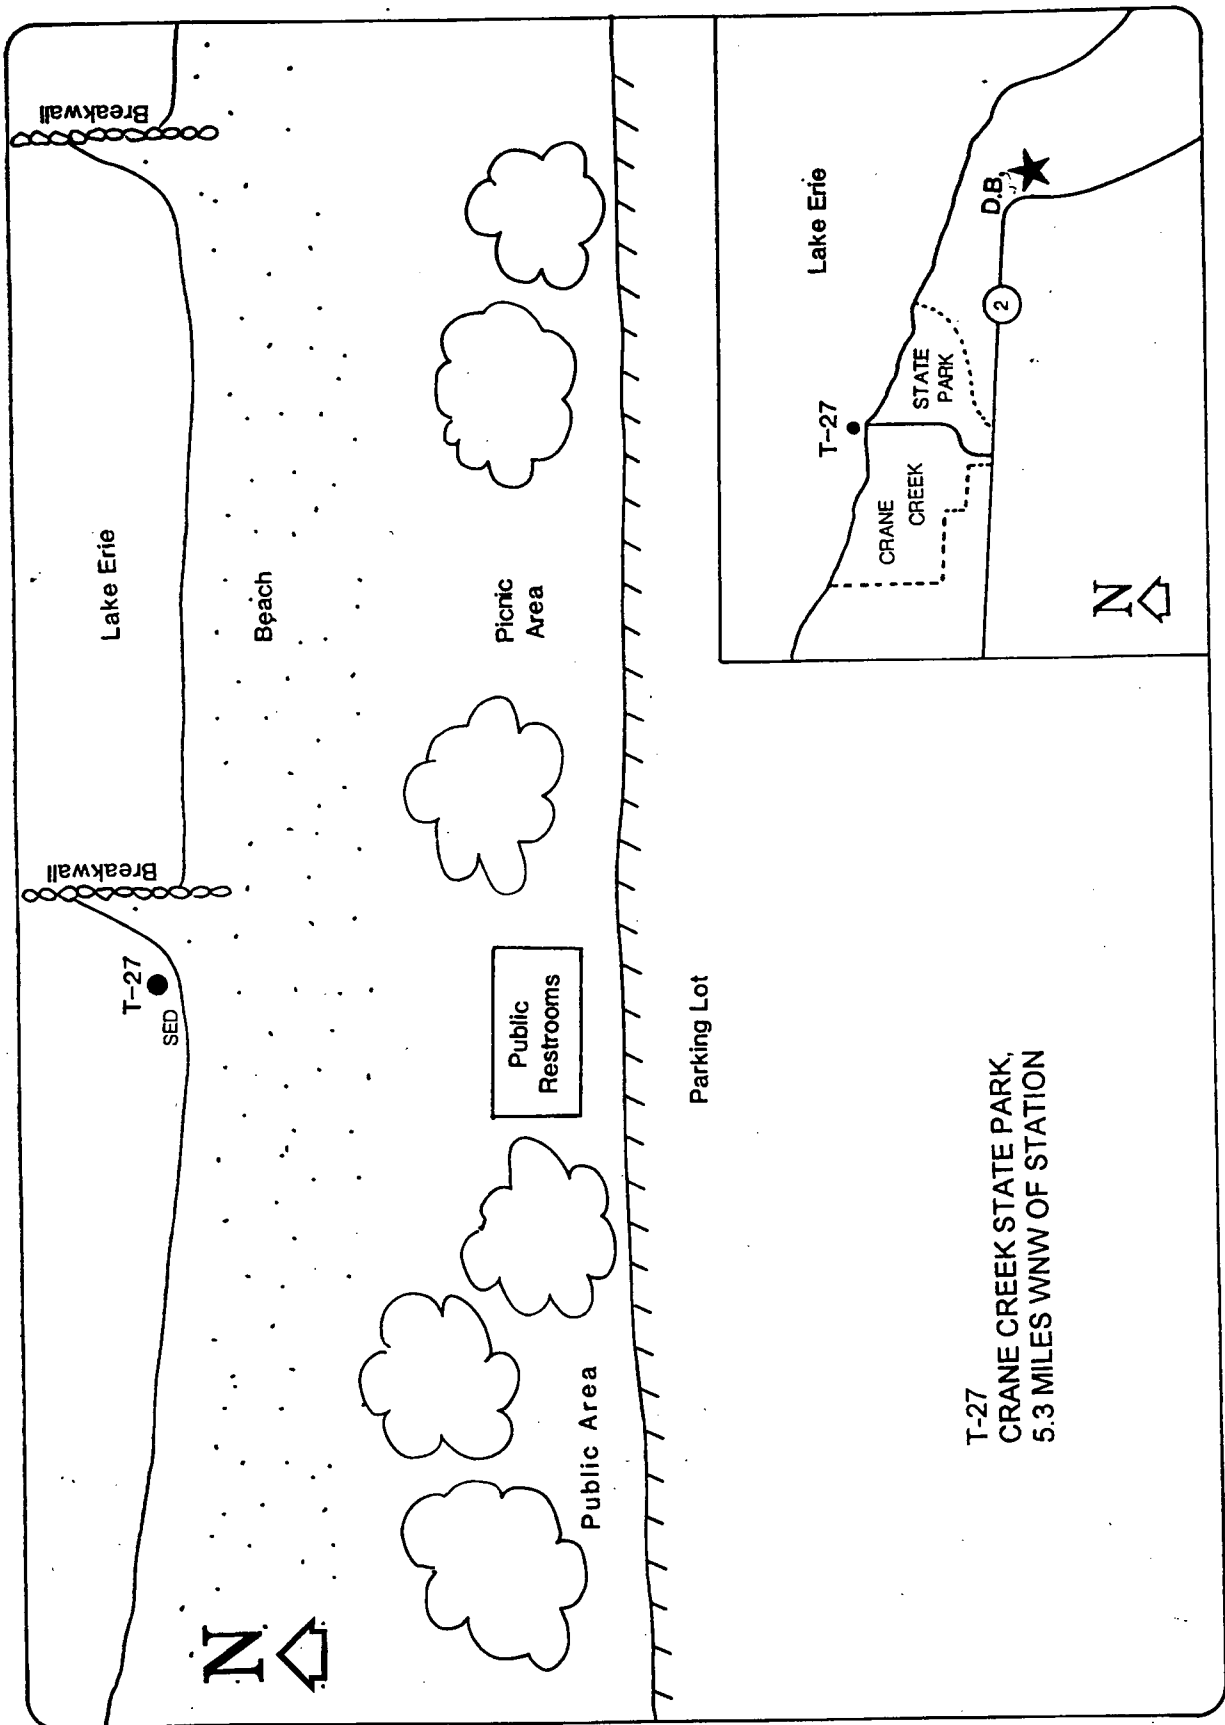 Lake Erie
Breakwall
Breakwall
T-27
SED
Beach
N
Picnic
Area
Public
Restrooms
Public Area
Parking Lot
T-27
CRANE CREEK STATE PARK,
5.3 MILES WNW OF STATION
Lake Erie
T-27
CRANE
CREEK
STATE
PARK
D.B.
2
N